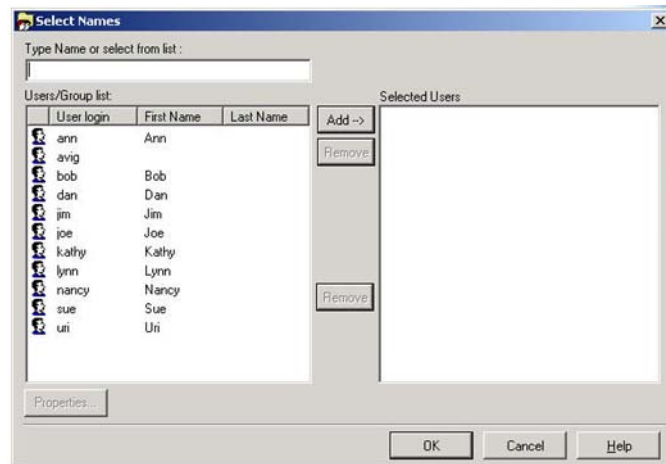 Select Names
Type Name or select from list :
Users/Group list:
Selected Users
User login First Name Last Name
Add -->
Remove
ann Ann
avig
bob Bob
dan Dan
jim Jim
joe Joe
kathy Kathy
lynn Lynn
nancy Nancy
Remove
sue Sue
uri Uri
Properties...
OK Cancel Help